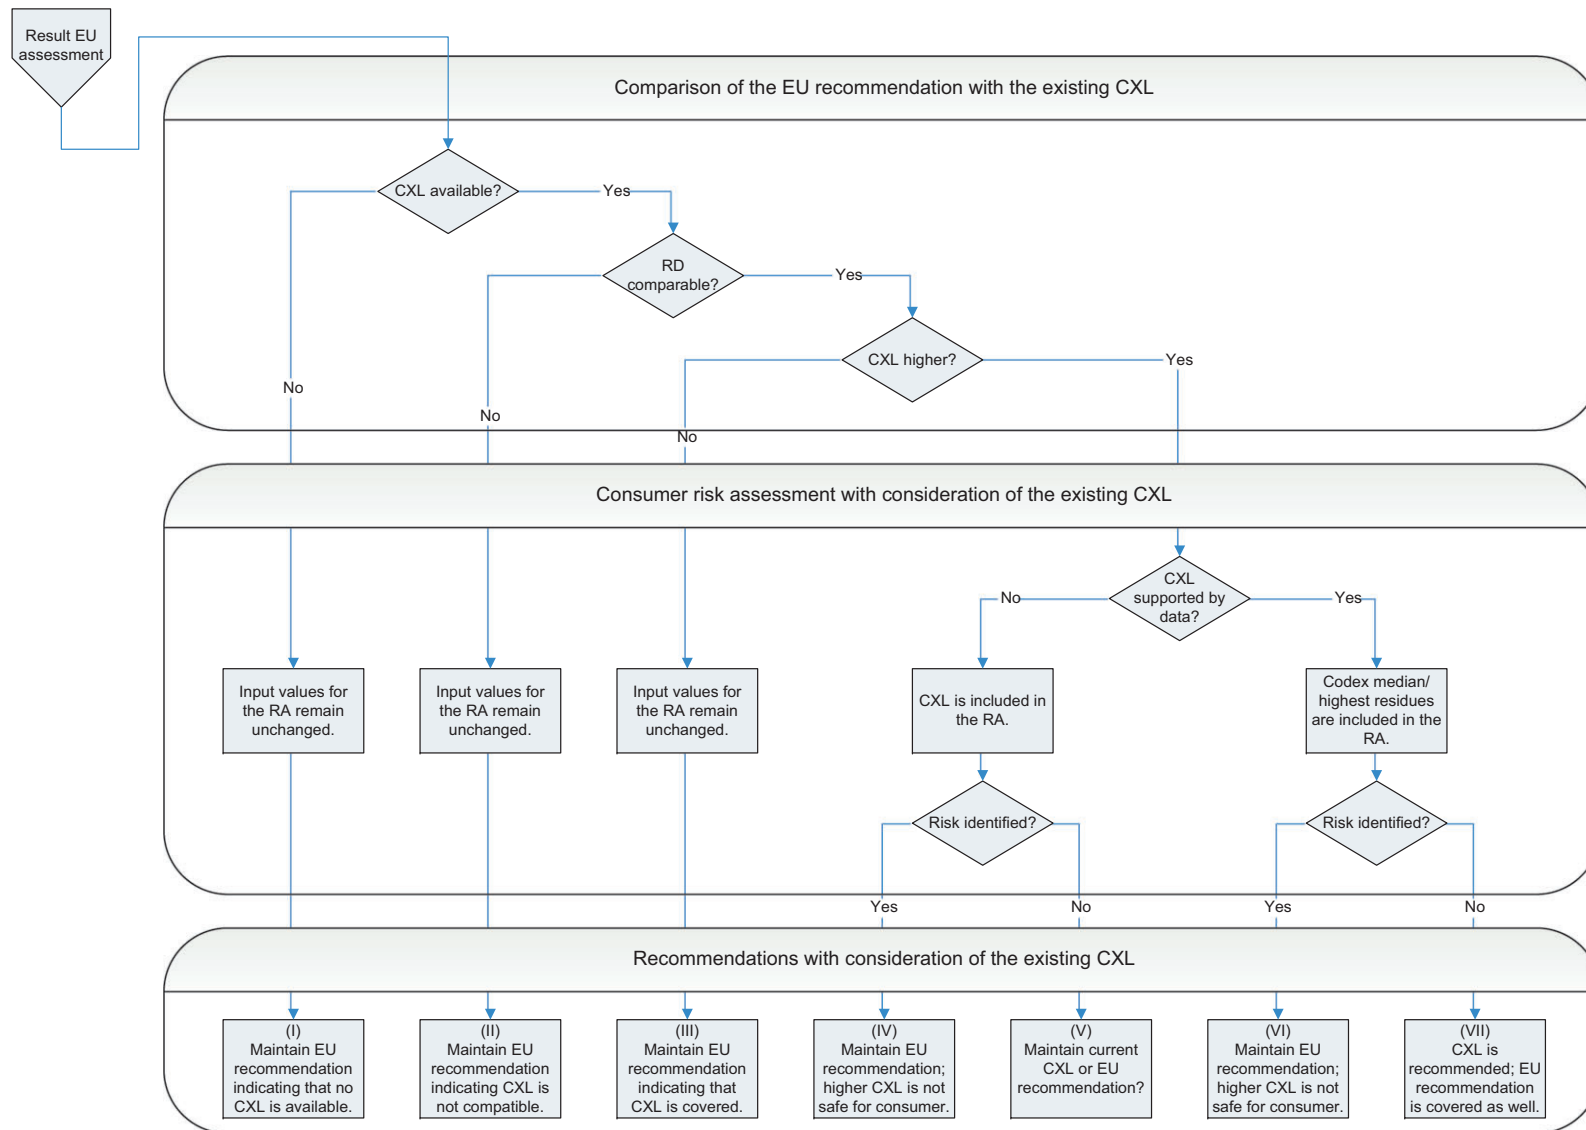 Result EU
assessment
Comparison of the EU recommendation with the existing CXL
CXL available?
Yes
RD
comparable?
Yes
CXL higher?
Yes
No
No
No
Consumer risk assessment with consideration of the existing CXL
CXL
supported by
data?
No
Yes
Input values for
the RA remain
unchanged.
Input values for
the RA remain
unchanged.
Input values for
the RA remain
unchanged.
CXL is included in
the RA.
Codex median/
highest residues
are included in the
RA.
Risk identified?
Risk identified?
Yes
No
Yes
No
Recommendations with consideration of the existing CXL
(I)
Maintain EU
recommendation
indicating that no
CXL is available.
(II)
Maintain EU
recommendation
indicating CXL is
not compatible.
(III)
Maintain EU
recommendation
indicating that
CXL is covered.
(IV)
Maintain EU
recommendation;
higher CXL is not
safe for consumer.
(V)
Maintain current
CXL or EU
recommendation?
(VI)
Maintain EU
recommendation;
higher CXL is not
safe for consumer.
(VII)
CXL is
recommended; EU
recommendation
is covered as well.